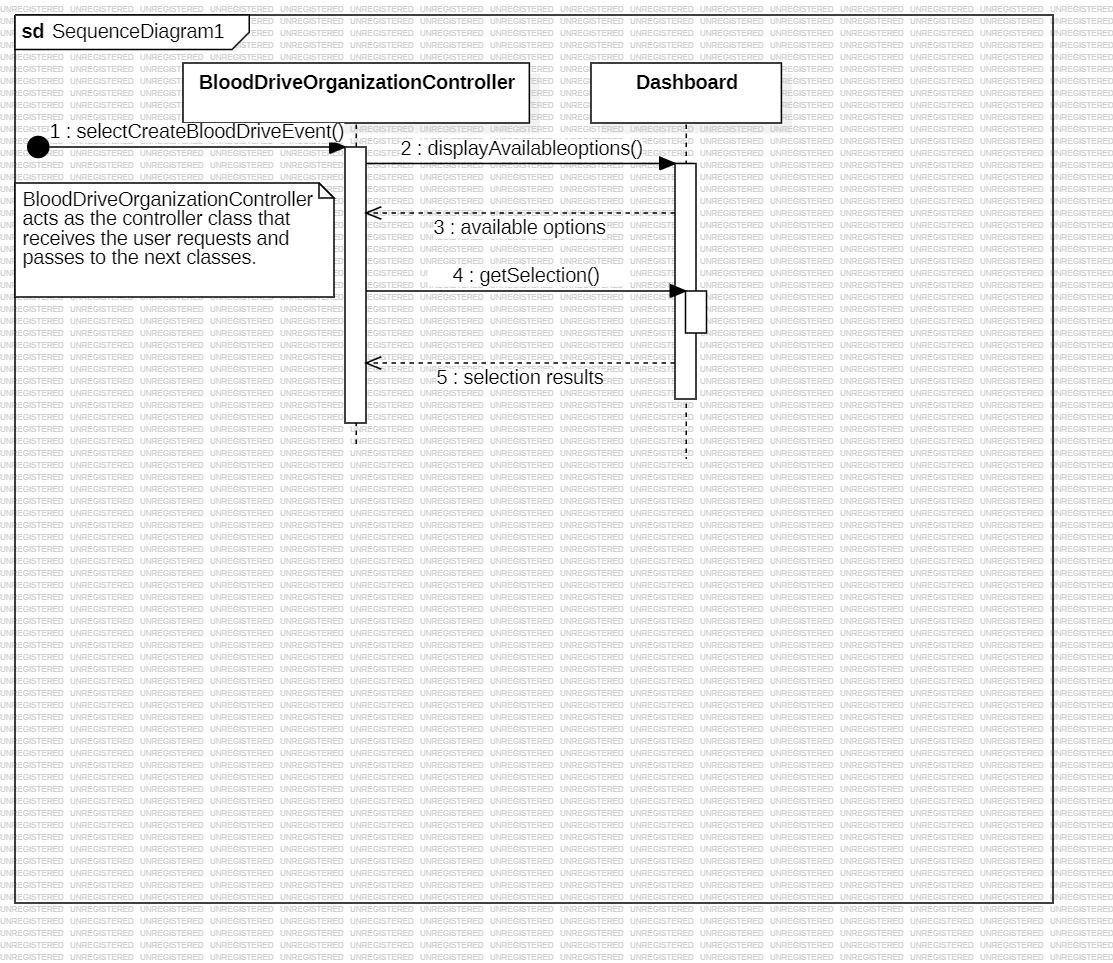 sd SequenceDiagram1
BloodDriveOrganizationController
Dashboard
1 : selectCreateBloodDriveEvent()
2 : displayAvailableoptions()
BloodDriveOrganizationController
acts as the controller class that
receives the user requests and
passes to the next classes.
3 : available options
4 : getSelection()
5 : selection results
UNREGISTERED